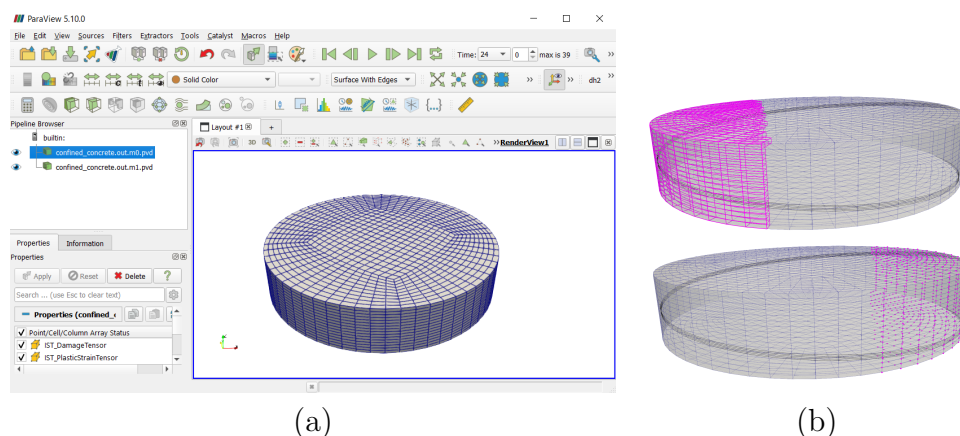 ParaView 5.10.0
File Edit View Sources Filters Extractors Tools Catalyst Macros Help
Time: 24 0 max is 39 »
Solid Color Surface With Edges » » dh2 »
Pipeline Browser
builtin:
confined_concrete.out.m0.pvd
confined_concrete.out.m1.pvd
Properties Information
Properties
Apply Reset Delete ?
Search ... (use Esc to clear text)
Properties (confined_c
Point/Cell/Column Array Status
IST_DamageTensor
IST_PlasticStrainTensor
Layout #1 +
3D »RenderView1
(a) (b)